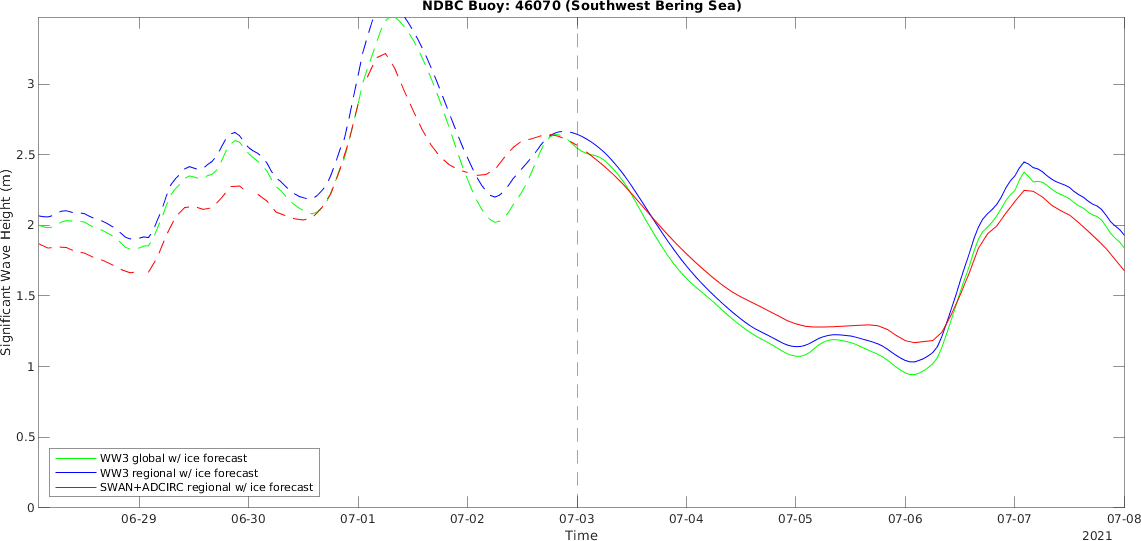 NDBC Buoy: 46070 (Southwest Bering Sea)
Significant Wave Height (m)
3
2.5
2
1.5
1
0.5
0
WW3 global w/ ice forecast
WW3 regional w/ ice forecast
SWAN+ADCIRC regional w/ ice forecast
06-29 06-30 07-01 07-02 07-03 07-04 07-05 07-06 07-07 07-08
Time
2021